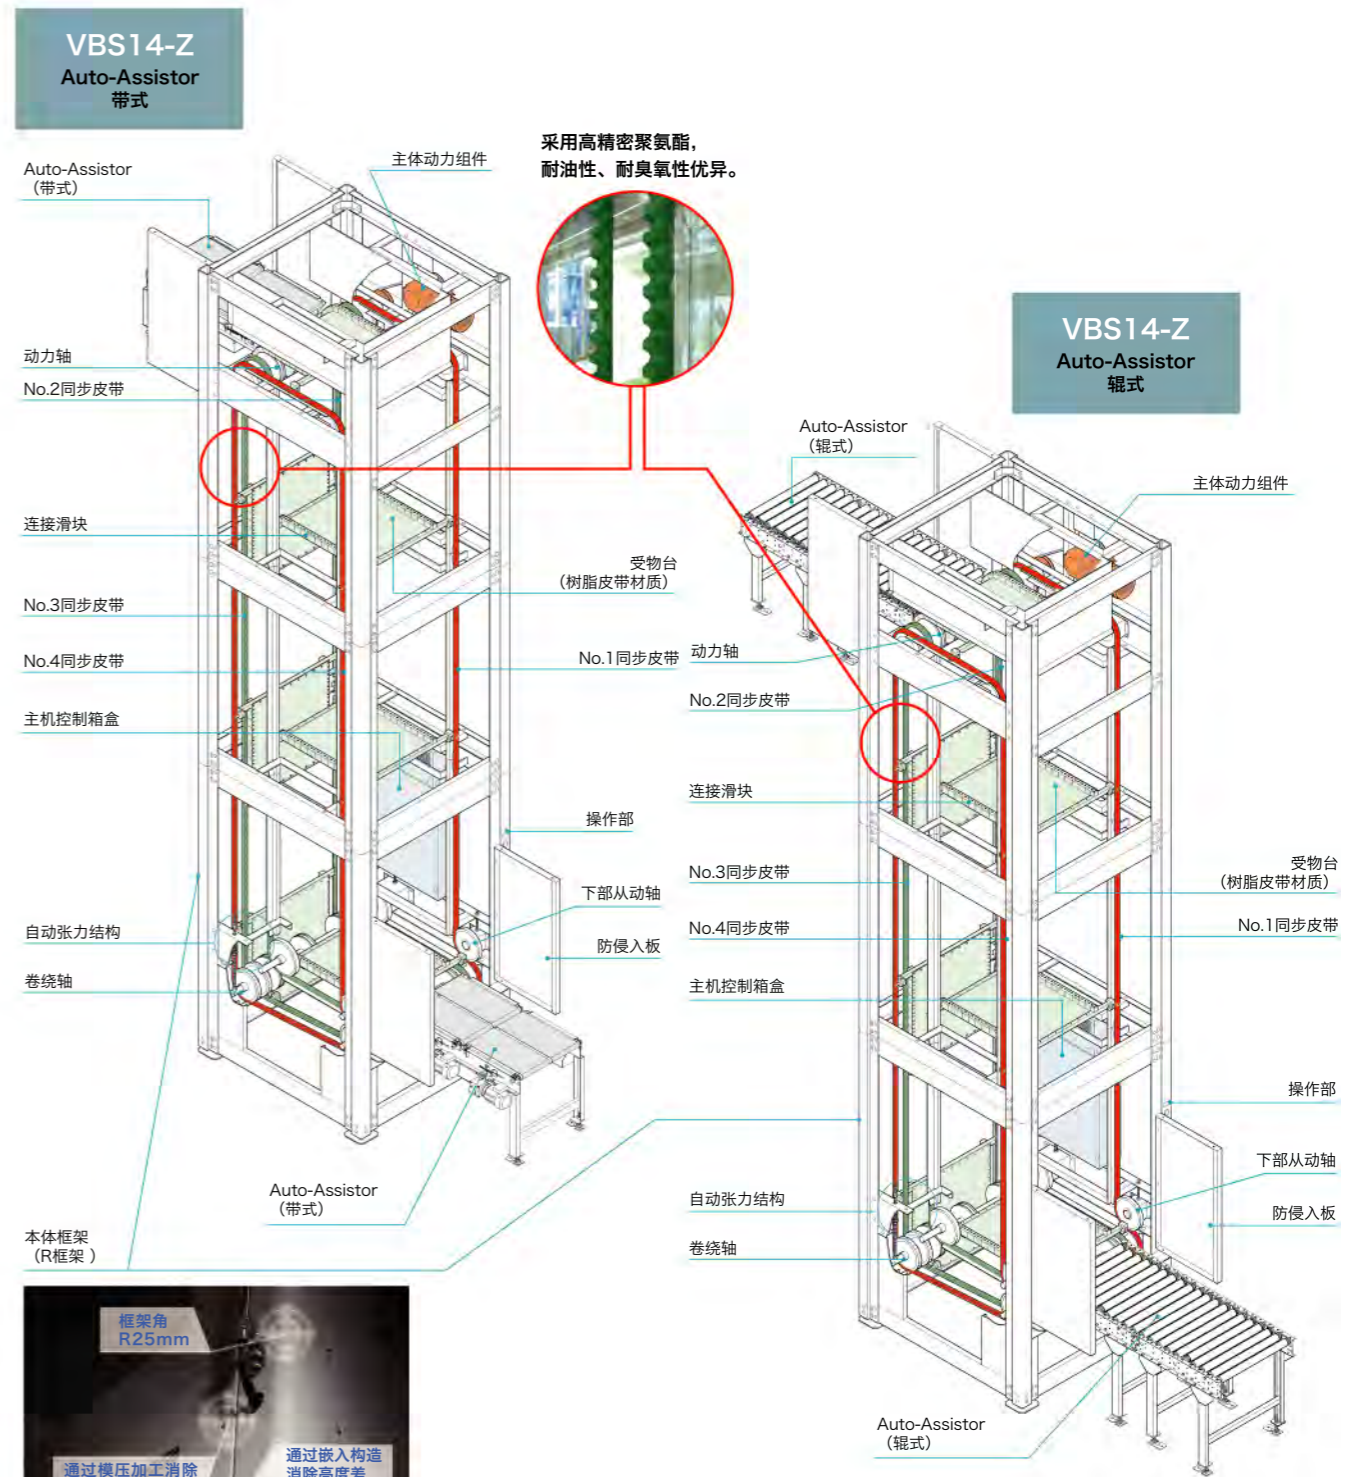 VBS14-Z
Auto-Assistor
带式
Auto-Assistor
（带式）
主体动力组件
采用高精密聚氨酯，
耐油性、耐臭氧性优异。
动力轴
No.2同步皮带
连接滑块
受物台
（树脂皮带材质）
No.3同步皮带
No.4同步皮带
No.1同步皮带
主机控制箱盒
操作部
下部从动轴
自动张力结构
防侵入板
卷绕轴
Auto-Assistor
（带式）
本体框架
（R框架 ）
框架角
R25mm
通过模压加工消除
通过嵌入构造
消除高度差
VBS14-Z
Auto-Assistor
辊式
Auto-Assistor
（辊式）
主体动力组件
动力轴
No.2同步皮带
连接滑块
No.3同步皮带
受物台
（树脂皮带材质）
No.4同步皮带
No.1同步皮带
主机控制箱盒
操作部
下部从动轴
自动张力结构
防侵入板
卷绕轴
Auto-Assistor
（辊式）